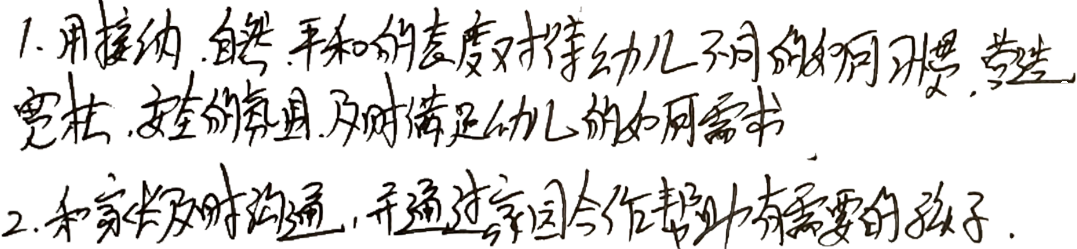 1.用接纳.自然.平和的态度对待幼儿不同的如厕习惯,营造
宽松.安全的氛围.及时满足幼儿的如厕需求
2.和家长及时沟通,并通过家园合作帮助有需要的孩子.